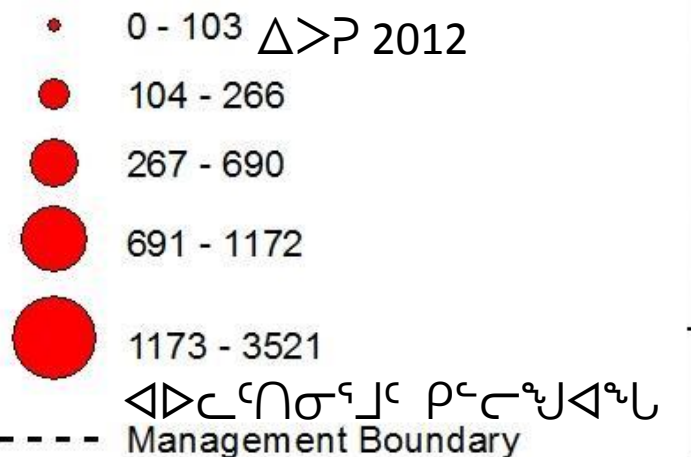 0 - 103 ᐃᐳᕈ 2012
104 - 266
267 - 690
691 - 1172
1173 - 3521
ᐊᐅᓚᑦᑎᓂᕐᒧᑦ ᑭᒡᓕᖑᐊᖓ
Management Boundary